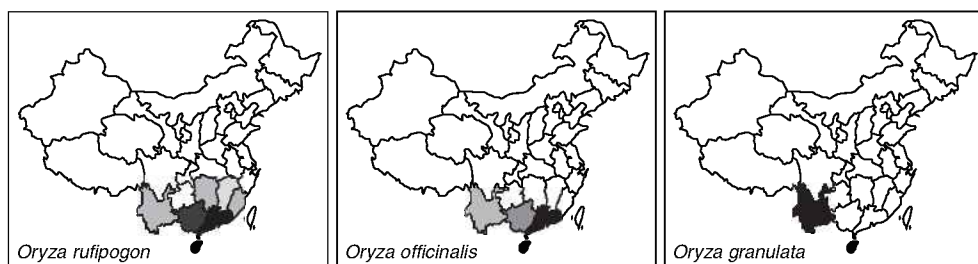 Oryza rufipogon
Oryza officinalis
Oryza granulata